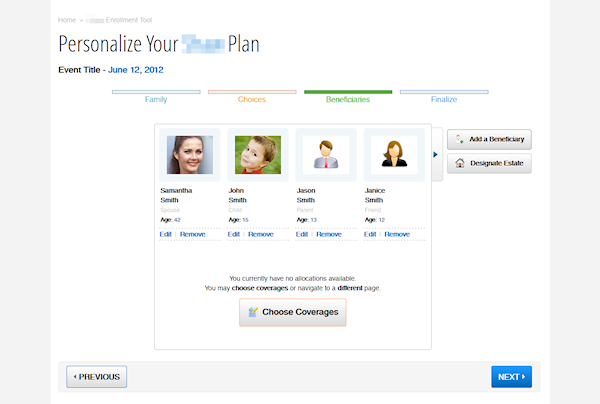 Home » Enrollment Tool
Personalize Your Plan
Event Title - June 12, 2012
Family Choices Beneficiaries Finalize
Add a Beneficiary
Designate Estate
Samantha Smith
Spouse
Age: 42
Edit | Remove
John Smith
Child
Age: 15
Edit | Remove
Jason Smith
Parent
Age: 13
Edit | Remove
Janice Smith
Friend
Age: 12
Edit | Remove
You currently have no allocations available.
You may choose coverages or navigate to a different page.
Choose Coverages
PREVIOUS
NEXT